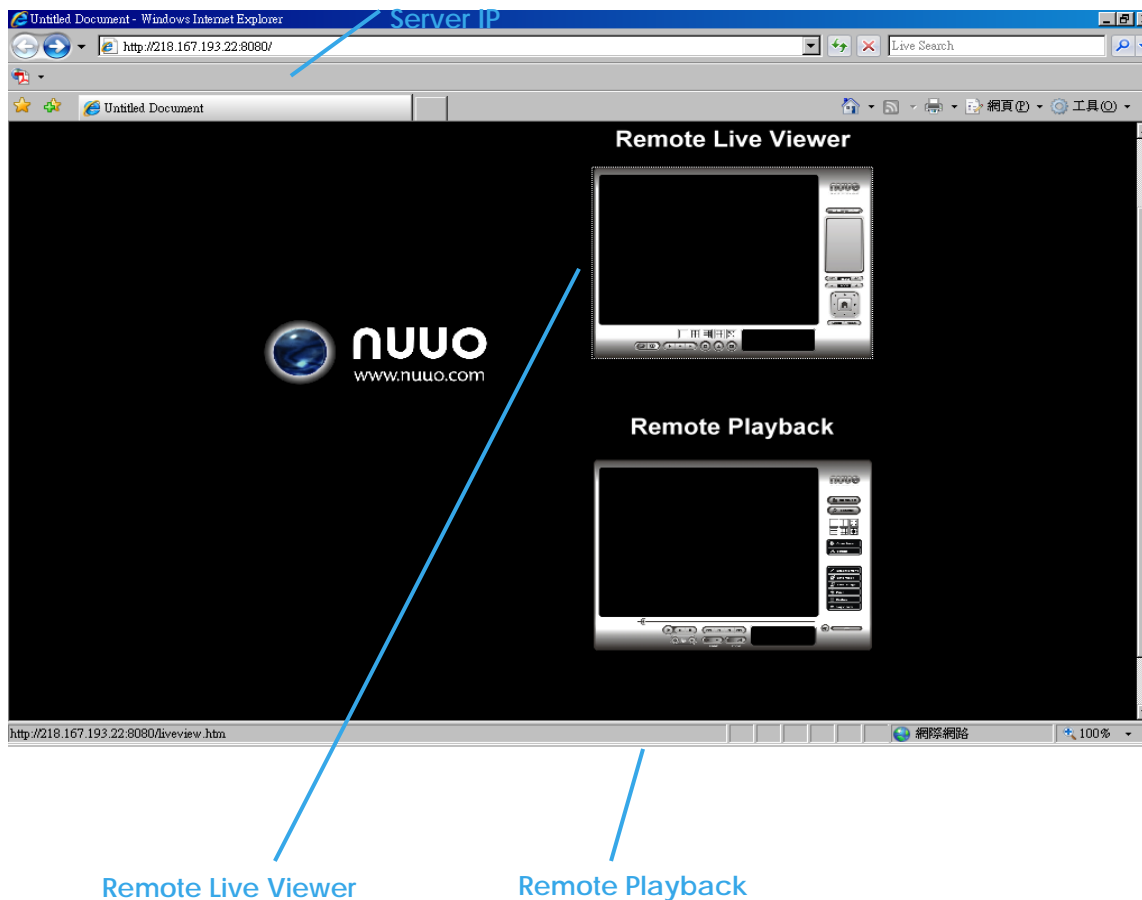 Server IP
Untitled Document - Windows Internet Explorer
http://218.167.193.22:8080/
Live Search
Untitled Document
網頁(P)
工具(O)
Remote Live Viewer
nuuo
nuuo
www.nuuo.com
Remote Playback
nuuo
http://218.167.193.22:8080/liveview.htm
網際網路
100%
Remote Live Viewer
Remote Playback